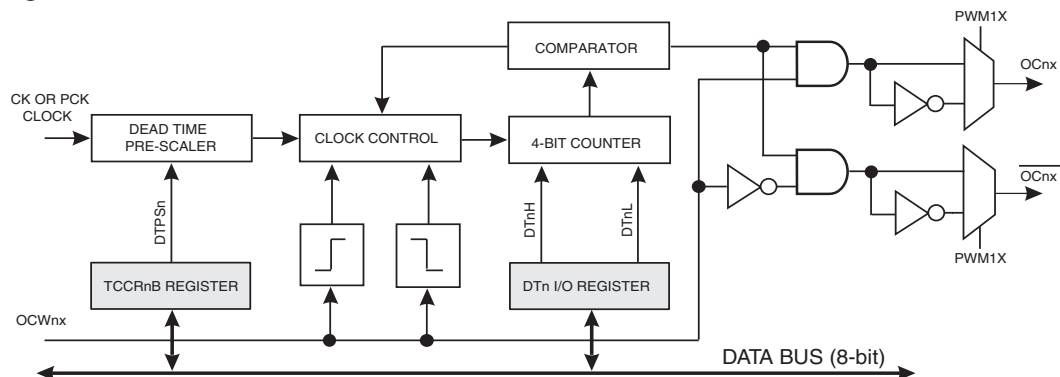 PWM1X
COMPARATOR
OCnx
CK OR PCK
CLOCK
DEAD TIME
PRE-SCALER
CLOCK CONTROL
4-BIT COUNTER
OCnx
DTPSn
DTnH
DTnL
PWM1X
TCCRnB REGISTER
DTn I/O REGISTER
OCWnx
DATA BUS (8-bit)